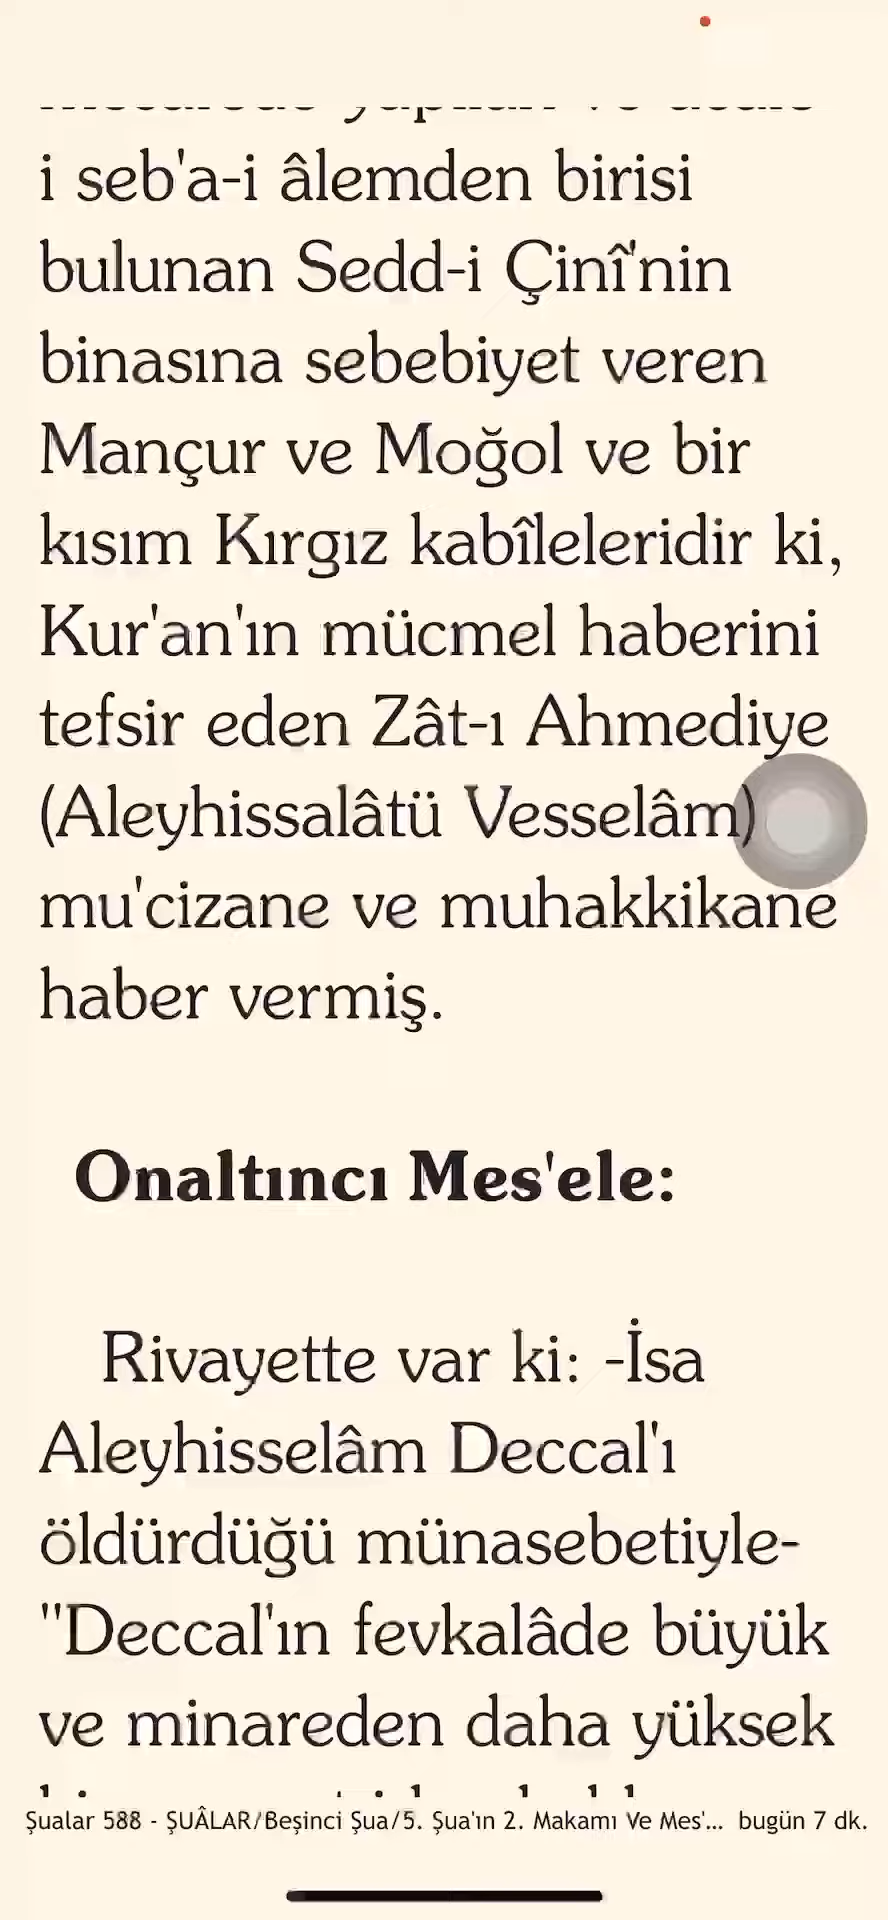 i seb'a-i âlemden birisi
bulunan Sedd-i Çinî'nin
binasına sebebiyet veren
Mançur ve Moğol ve bir
kısım Kırgız kabîleleridir ki,
Kur'an'ın mücmel haberini
tefsir eden Zât-ı Ahmediye
(Aleyhissalâtü Vesselâm)
mu'cizane ve muhakkikane
haber vermiş.
Onaltıncı Mes'ele:
Rivayette var ki: -İsa
Aleyhisselâm Deccal'ı
öldürdüğü münasebetiyle-
"Deccal'ın fevkalâde büyük
ve minareden daha yüksek
Şualar 588 - ŞUÂLAR/Beşinci Şua/5. Şua'ın 2. Makamı Ve Mes'... bugün 7 dk.